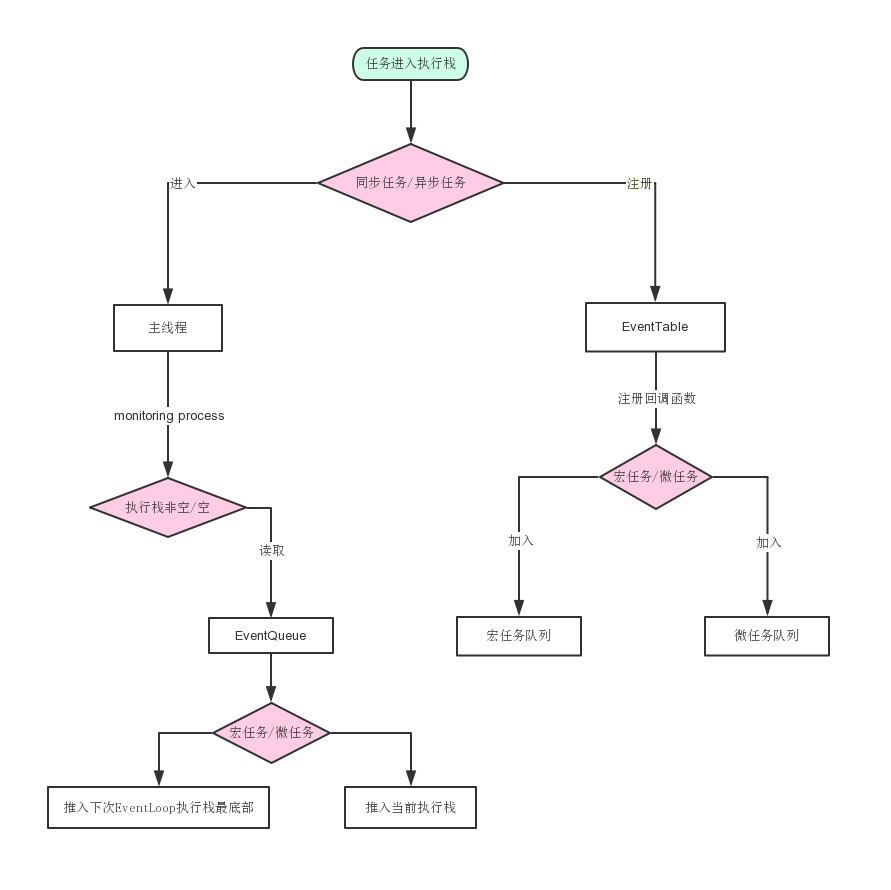 任务进入执行栈
同步任务/异步任务
进入
注册
主线程
EventTable
注册回调函数
monitoring process
宏任务/微任务
执行栈非空/空
加入
加入
读取
EventQueue
宏任务队列
微任务队列
宏任务/微任务
推入下次EventLoop执行栈最底部
推入当前执行栈